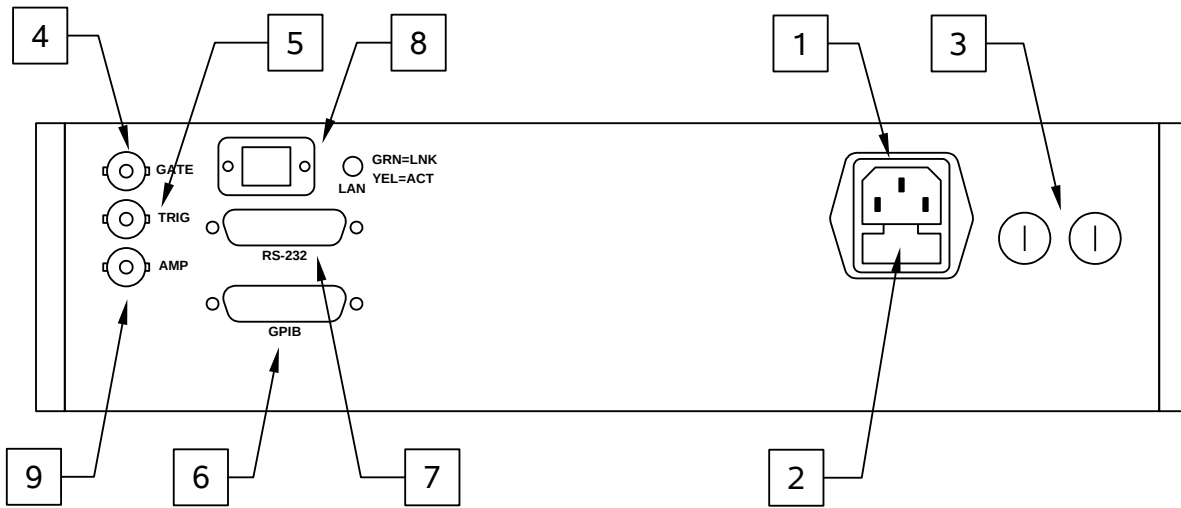 4
5
8
1
3
GATE
GRN=LNK
YEL=ACT
LAN
TRIG
RS-232
AMP
GPIB
9
6
7
2